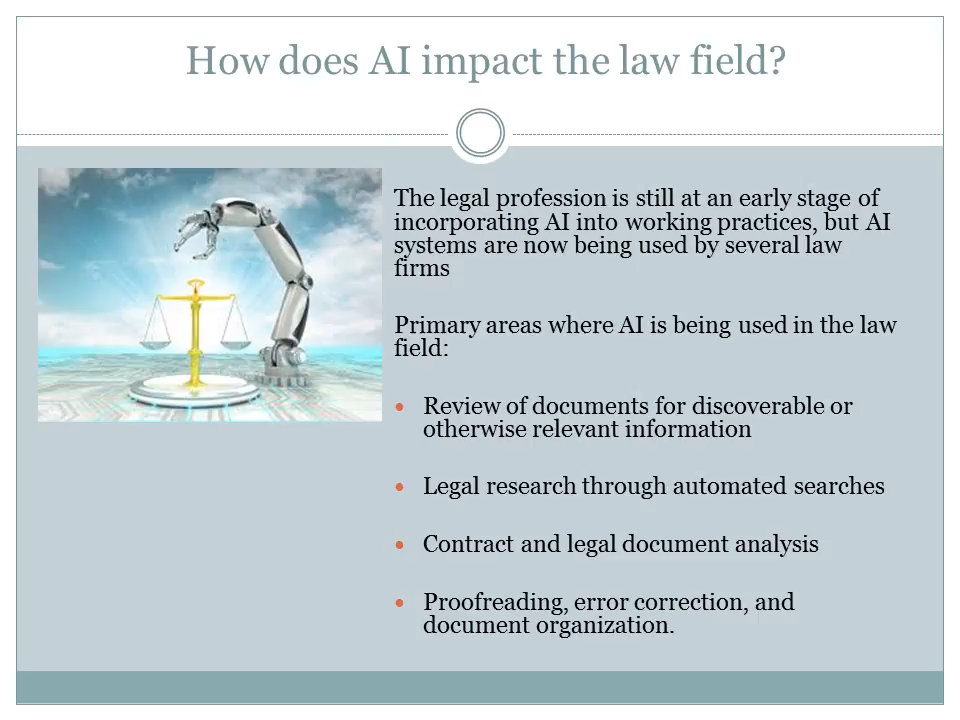 How does AI impact the law field?
The legal profession is still at an early stage of
incorporating AI into working practices, but AI
systems are now being used by several law
firms
Primary areas where AI is being used in the law
field:
• Review of documents for discoverable or
otherwise relevant information
• Legal research through automated searches
• Contract and legal document analysis
• Proofreading, error correction, and
document organization.